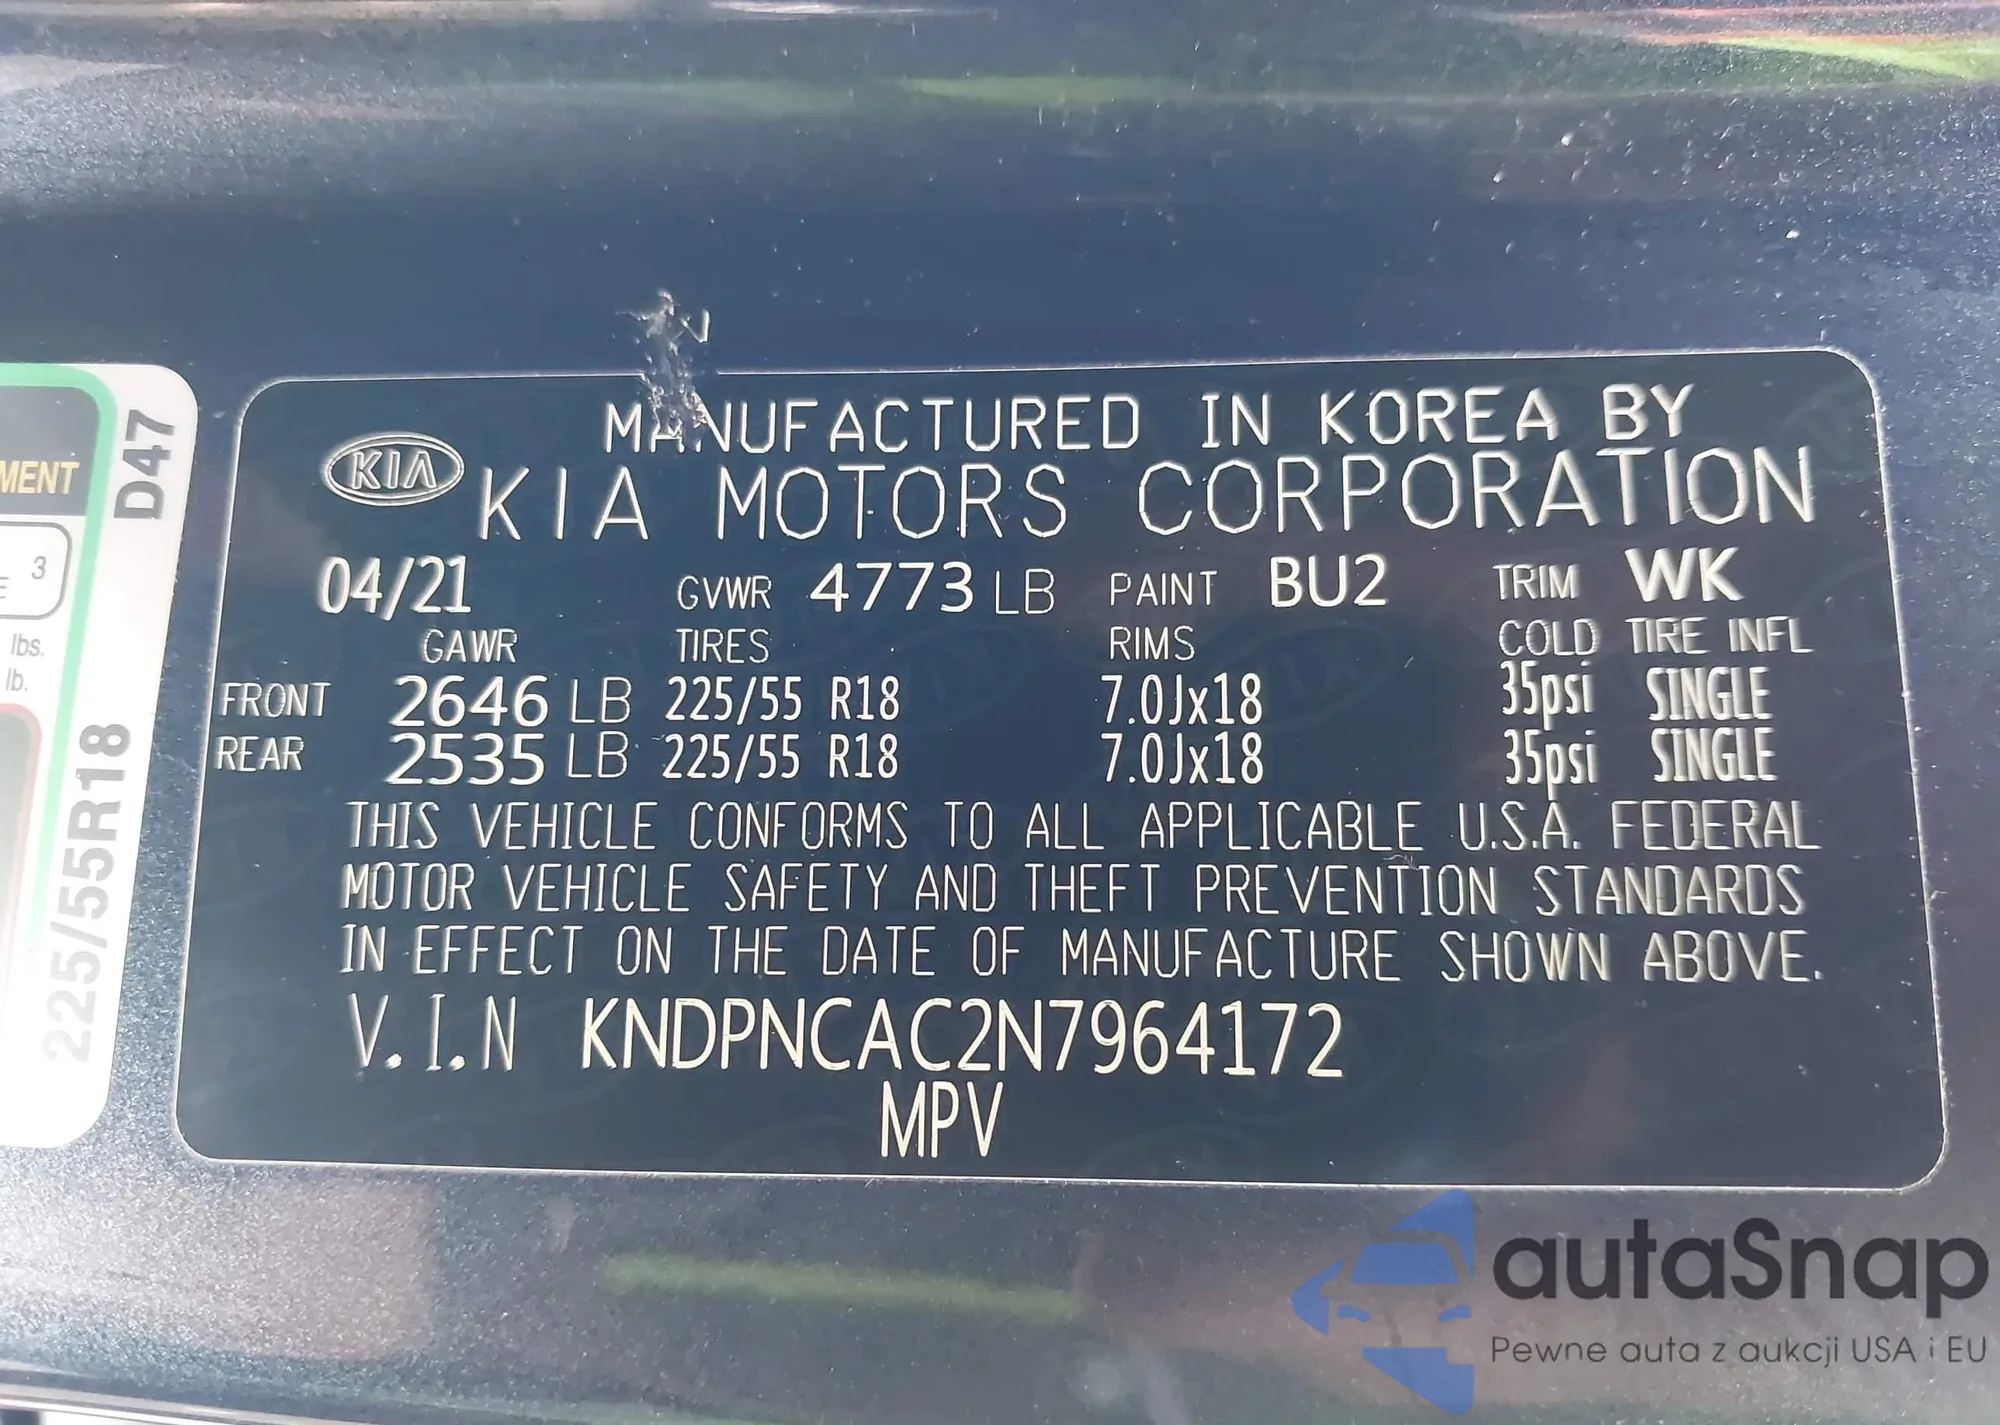 MENT
3
lbs.
lb.
D47
225/55R18
MANUFACTURED IN KOREA BY
KIA
KIA MOTORS CORPORATION
04/21 GVWR 4773 LB PAINT BU2 TRIM WK
GAWR TIRES RIMS COLD TIRE INFL
FRONT 2646 LB 225/55 R18 7.0Jx18 35psi SINGLE
REAR 2535 LB 225/55 R18 7.0Jx18 35psi SINGLE
THIS VEHICLE CONFORMS TO ALL APPLICABLE U.S.A. FEDERAL
MOTOR VEHICLE SAFETY AND THEFT PREVENTION STANDARDS
IN EFFECT ON THE DATE OF MANUFACTURE SHOWN ABOVE.
V.I.N KNDPNCAC2N7964172
MPV
autaSnap
Pewne auta z aukcji USA i EU